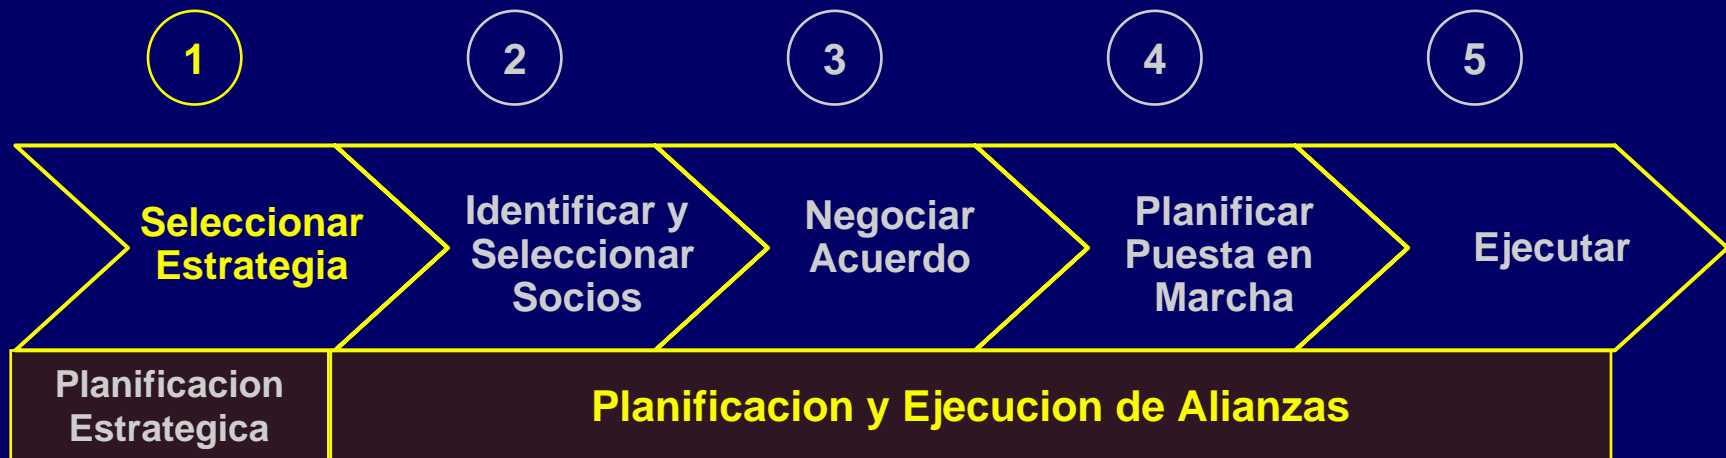 1
2
3
4
5
Seleccionar
Estrategia
Identificar y
Seleccionar
Socios
Negociar
Acuerdo
Planificar
Puesta en
Marcha
Ejecutar
Planificacion
Estrategica
Planificacion y Ejecucion de Alianzas